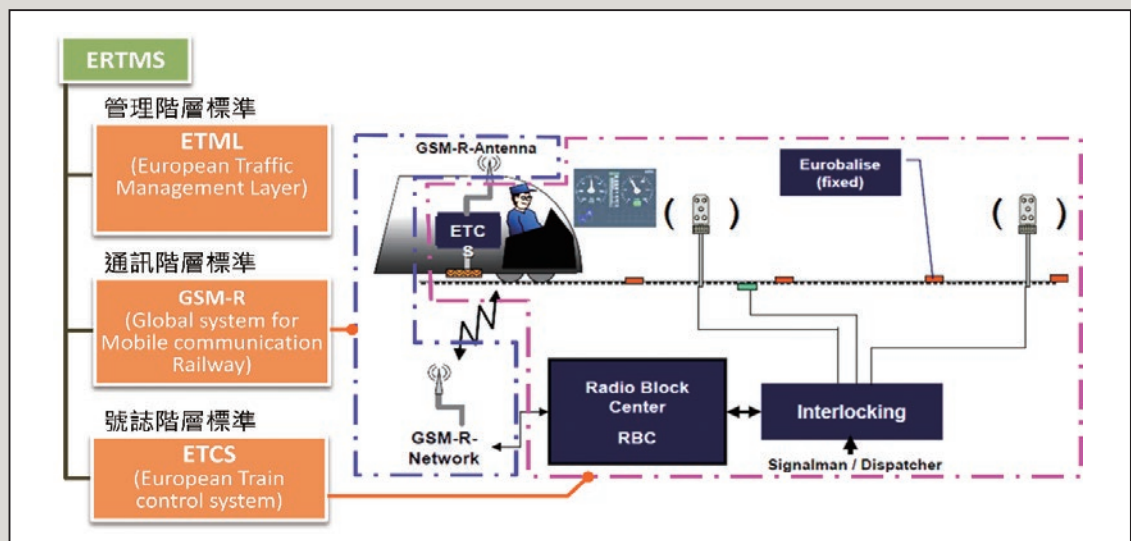 ERTMS
管理階層標準
ETML
(European Traffic
Management Layer)
通訊階層標準
GSM-R
(Global system for
Mobile communication
Railway)
號誌階層標準
ETCS
(European Train
control system)
GSM-R-Antenna
ETC
S
Eurobalise
(fixed)
( )
( )
GSM-R-
Network
Radio Block
Center
RBC
Interlocking
Signalman / Dispatcher